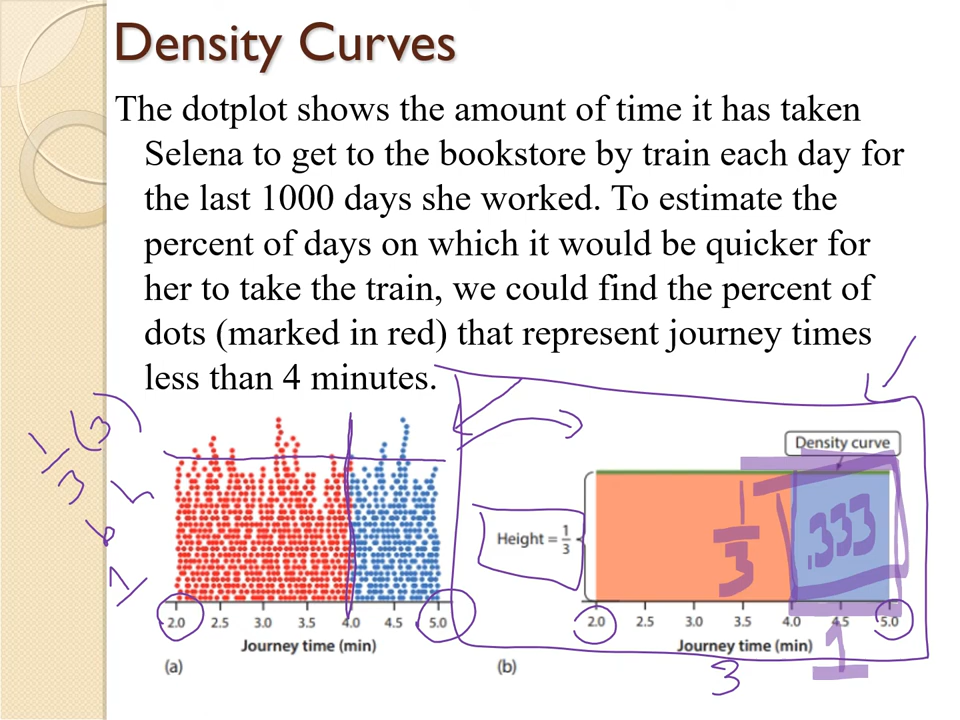 Density Curves
The dotplot shows the amount of time it has taken
Selena to get to the bookstore by train each day for
the last 1000 days she worked. To estimate the
percent of days on which it would be quicker for
her to take the train, we could find the percent of
dots (marked in red) that represent journey times
less than 4 minutes.
1/3 (3)
b h
1
2.0 2.5 3.0 3.5 4.0 4.5 5.0
Journey time (min)
(a)
Density curve
Height = 1/3
1/3
.333
2.0 2.5 3.0 3.5 4.0 4.5 5.0
Journey time (min)
1
(b)
3